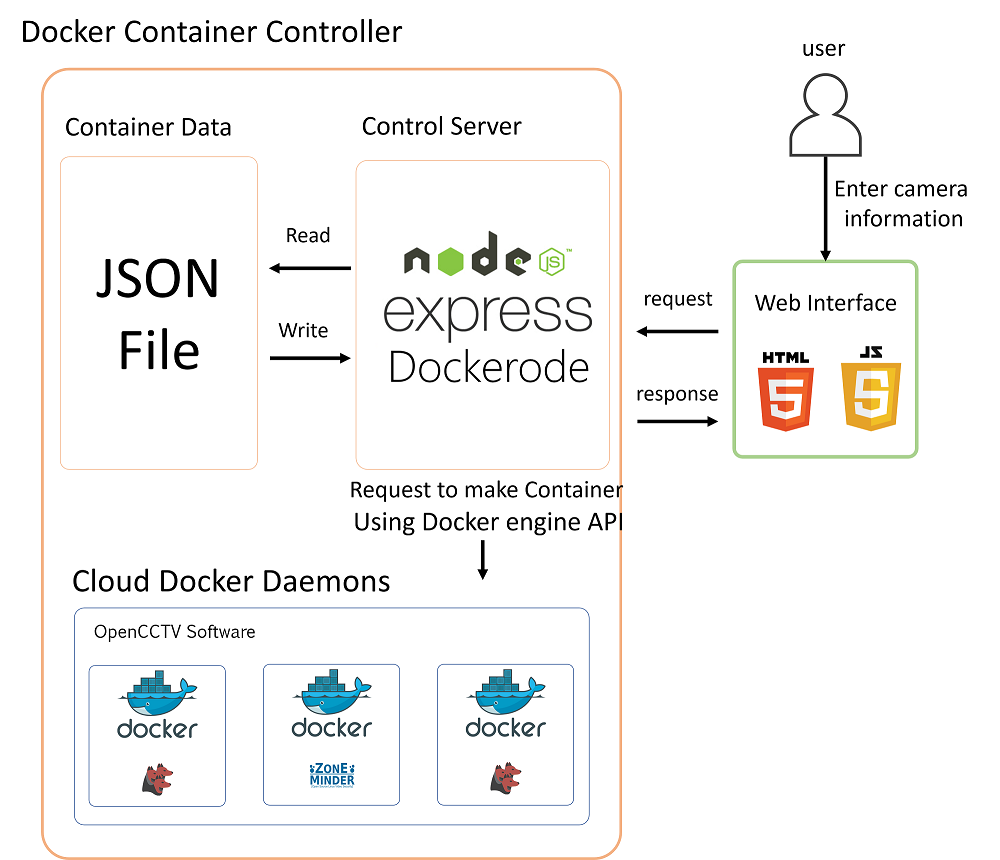 Docker Container Controller
user
Container Data
Control Server
Enter camera
information
JSON
File
Read
Write
node
JS
™
express
Dockerode
request
response
Web Interface
HTML
5
JS
5
Request to make Container
Using Docker engine API
Cloud Docker Daemons
OpenCCTV Software
docker
docker
docker
ZONE
MINDER